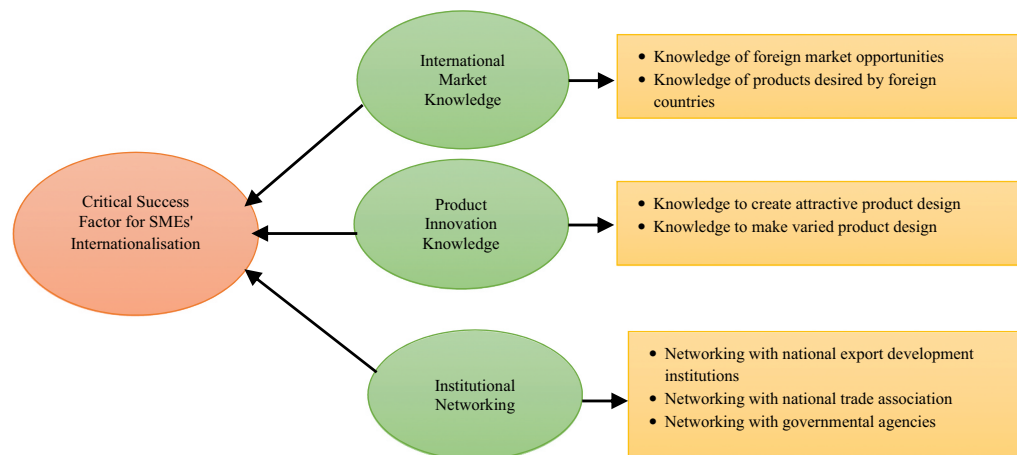 International
Market
Knowledge
• Knowledge of foreign market opportunities
• Knowledge of products desired by foreign
countries
Critical Success
Factor for SMEs'
Internationalisation
Product
Innovation
Knowledge
• Knowledge to create attractive product design
• Knowledge to make varied product design
Institutional
Networking
• Networking with national export development
institutions
• Networking with national trade association
• Networking with governmental agencies